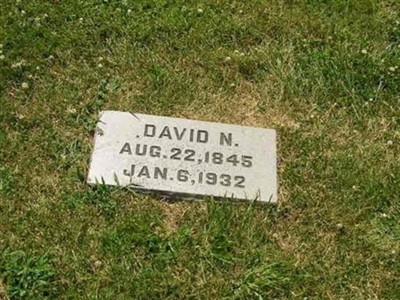 DAVID N.
AUG. 22, 1845
JAN. 6, 1932